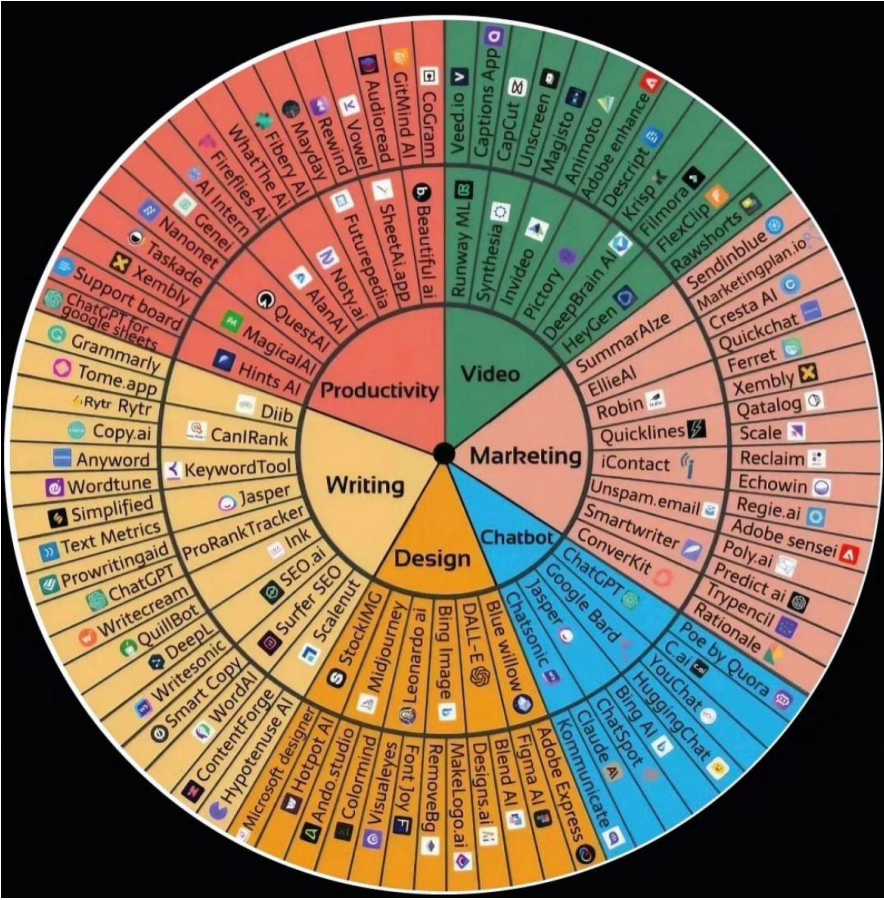 Productivity
Video
Marketing
Chatbot
Design
Writing
Runway ML
Synthesia
Invideo
Pictory
DeepBrain AI
HeyGen
Veed.io
Captions App
CapCut
Unscreen
Magisto
Animoto
Adobe enhance
Descript
Krisp
Filmora
FlexClip
Rawshorts
SummarAIze
EllieAI
Robin
Quicklines
iContact
Unspam.email
Smartwriter
ConverKit
Sendinblue
Marketingplan.io
Cresta AI
Quickchat
Ferret
Xembly
Qatalog
Scale
Reclaim
Echowin
Regie.ai
Adobe sensei
Poly.ai
Predict ai
Trypencil
Rationale
ChatGPT
Google Bard
Jasper
Chatsonic
Poe by Quora
C.ai
YouChat
HuggingChat
Bing AI
ChatSpot
Claude
Kommunicate
Blue willow
DALL-E
Bing Image
Leonardo ai
Midjourney
StockIMG
Adobe Express
Figma AI
Blend AI
Designs.ai
MakeLogo.ai
RemoveBg
Font Joy
Visualeyes
Colormind
Ando.studio
Hotpot AI
Microsoft designer
Scalenut
Surfer SEO
SEO.ai
Ink
ProRankTracker
Jasper
KeywordTool
CanIRank
Diib
Hypotenuse AI
ContentForge
WordAI
Smart Copy
Writesonic
DeepL
QuillBot
Writecream
ChatGPT
Prowritingaid
Text Metrics
Simplified
Wordtune
Anyword
Copy.ai
Rytr Rytr
Tome.app
Grammarly
Hints AI
MagicalAI
QuestAI
AlanAI
Noty.ai
Futurepedia
SheetAi.app
Beautiful ai
ChatGPT for
google sheets
Support board
Xembly
Taskade
Nanonet
Genei
AI Intern
Fireflies Ai
WhatThe Ai
Fibery AI
Mayday
Rewind
Vowel
Audioread
GitMind AI
CoGram